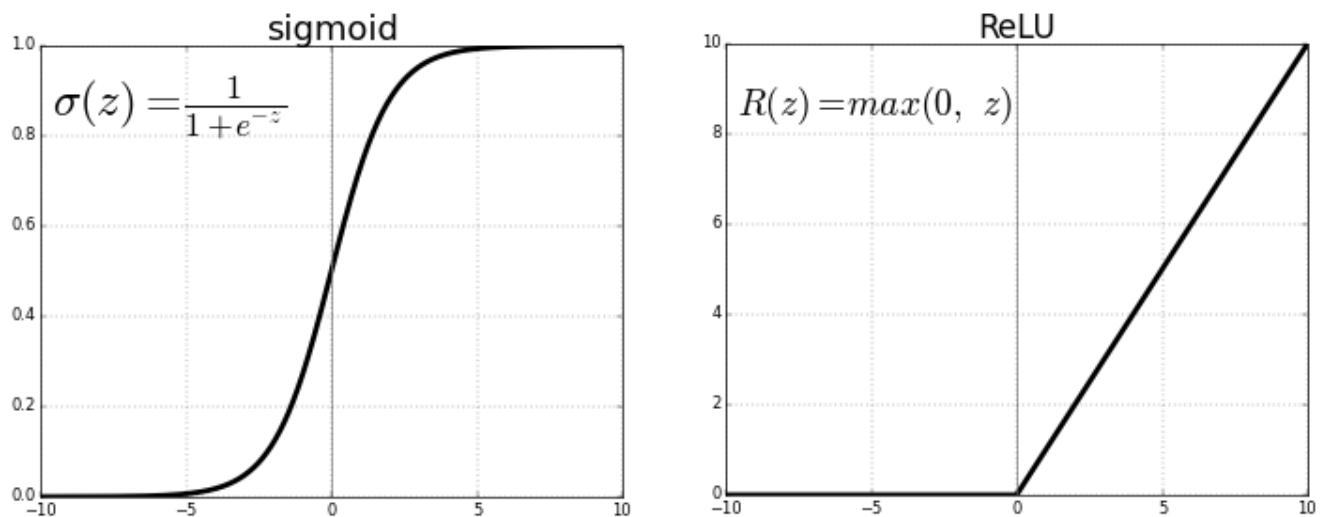 sigmoid
σ(z) = 1 / (1 + e^{-z})
1.0
0.8
0.6
0.4
0.2
0.0
−10 −5 0 5 10
ReLU
R(z) = max(0, z)
10
8
6
4
2
0
−10 −5 0 5 10